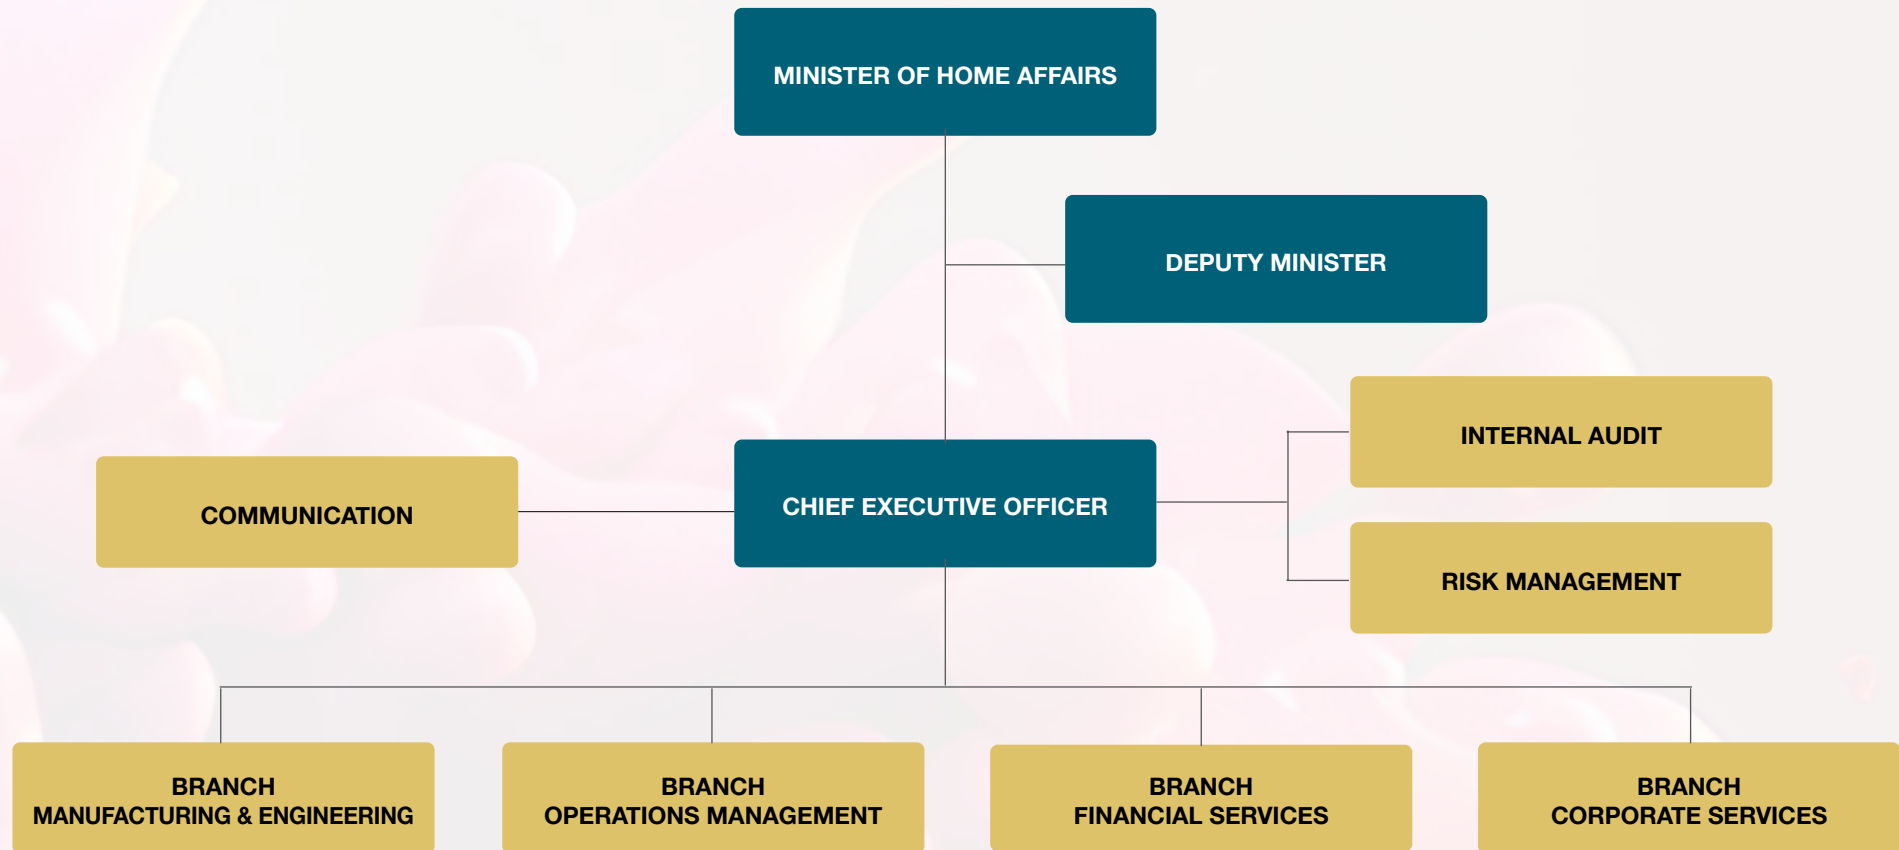 MINISTER OF HOME AFFAIRS
DEPUTY MINISTER
INTERNAL AUDIT
COMMUNICATION
CHIEF EXECUTIVE OFFICER
RISK MANAGEMENT
BRANCH
MANUFACTURING & ENGINEERING
BRANCH
OPERATIONS MANAGEMENT
BRANCH
FINANCIAL SERVICES
BRANCH
CORPORATE SERVICES